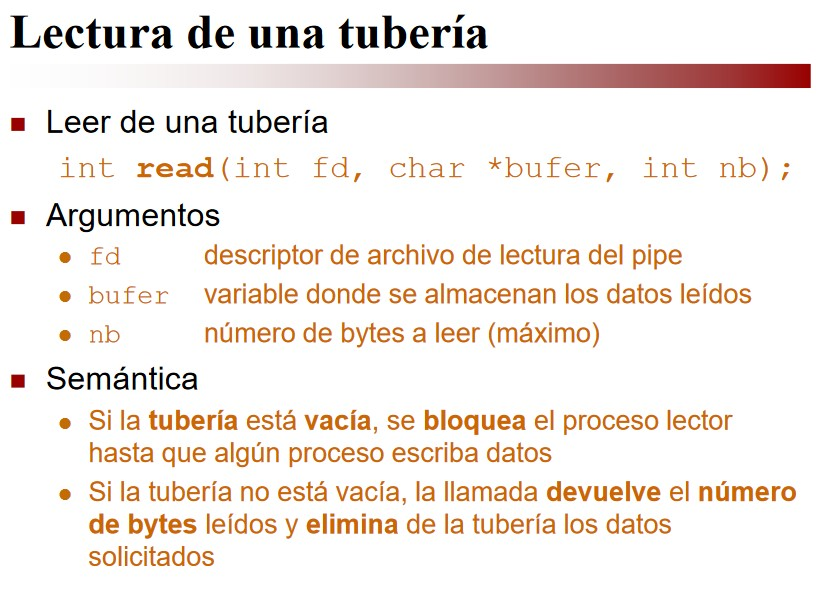 Lectura de una tubería
Leer de una tubería
int read(int fd, char *bufer, int nb);
Argumentos
fd descriptor de archivo de lectura del pipe
bufer variable donde se almacenan los datos leídos
nb número de bytes a leer (máximo)
Semántica
Si la tubería está vacía, se bloquea el proceso lector
hasta que algún proceso escriba datos
Si la tubería no está vacía, la llamada devuelve el número
de bytes leídos y elimina de la tubería los datos
solicitados